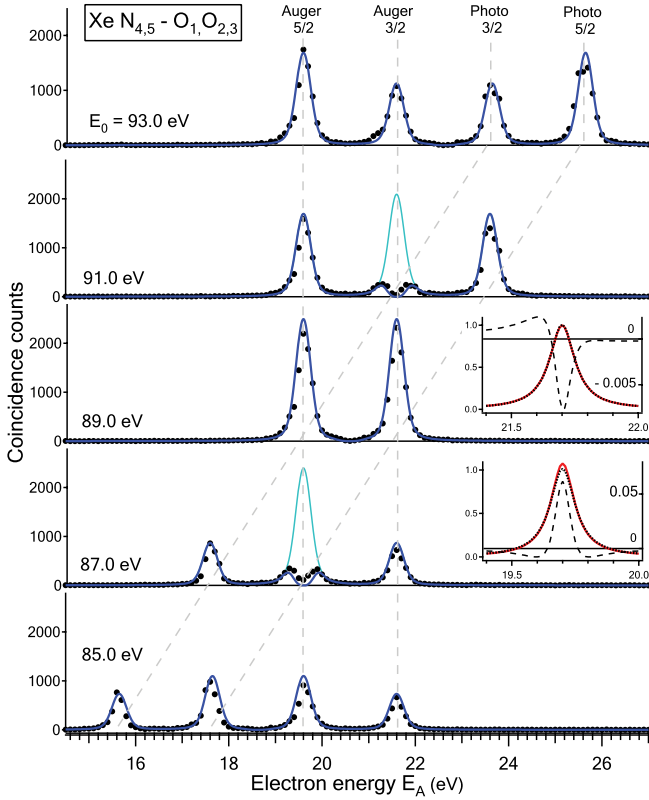 Xe N4,5 - O1,O2,3
Auger 5/2
Auger 3/2
Photo 3/2
Photo 5/2
2000
1000
0
E0 = 93.0 eV
2000
1000
0
91.0 eV
2000
1000
0
89.0 eV
1.0
0.5
0.0
0
- 0.005
21.5
22.0
2000
1000
0
87.0 eV
1.0
0.5
0.0
0.05
0
19.5
20.0
2000
1000
0
85.0 eV
Coincidence counts
16
18
20
22
24
26
Electron energy EA (eV)